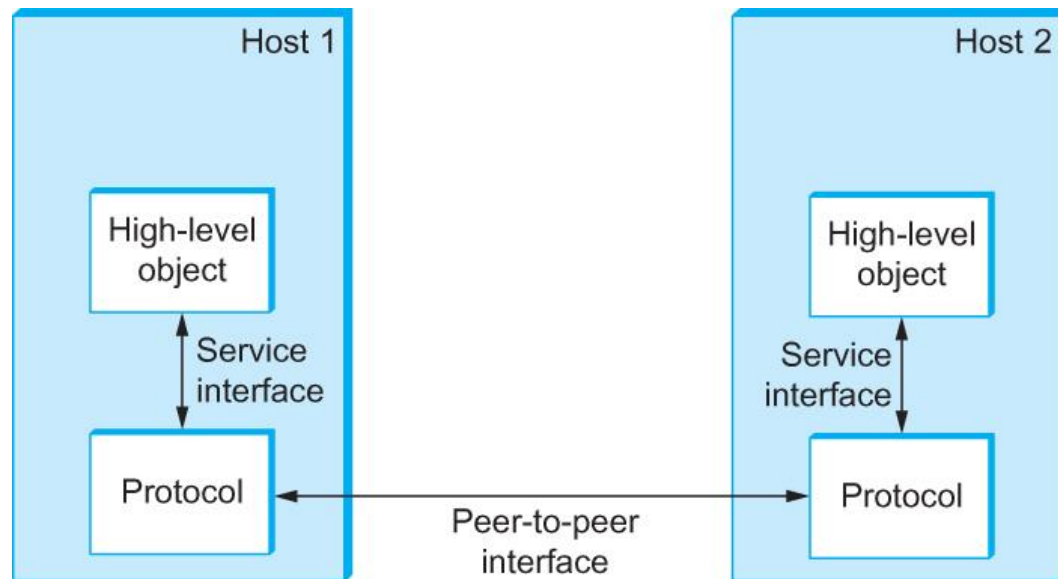 Host 1
High-level
object
Service
interface
Protocol
Peer-to-peer
interface
Host 2
High-level
object
Service
interface
Protocol